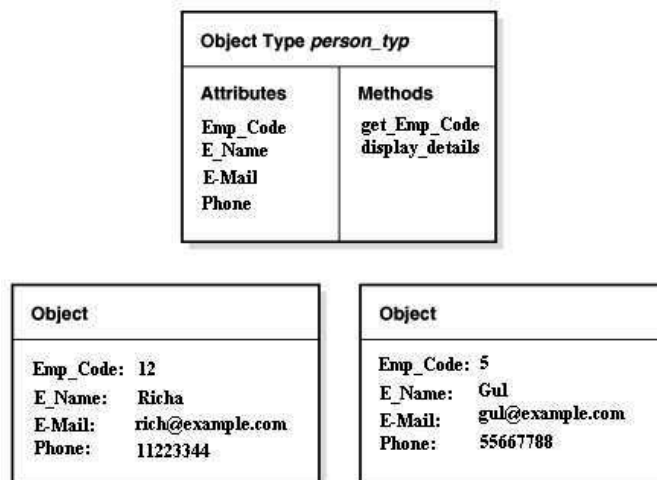 Object Type person_typ
Attributes
Emp_Code
E_Name
E-Mail
Phone
Methods
get_Emp_Code
display_details
Object
Emp_Code: 12
E_Name: Richa
E-Mail: rich@example.com
Phone: 11223344
Object
Emp_Code: 5
E_Name: Gul
E-Mail: gul@example.com
Phone: 55667788